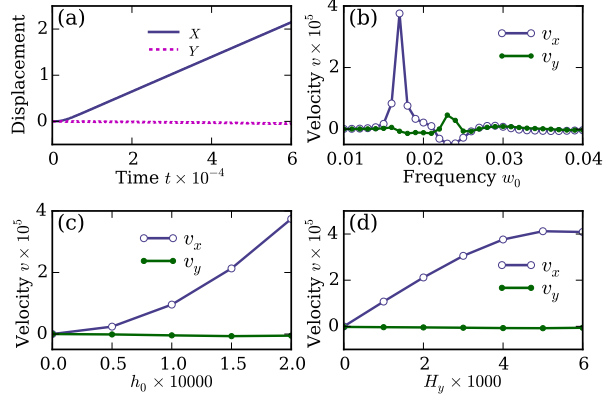 (a)
X
Y
Displacement
2
1
0
0 2 4 6
Time t × 10⁻⁴
(b)
vₓ
v_y
Velocity v × 10⁵
4
2
0
0.01 0.02 0.03 0.04
Frequency w₀
(c)
vₓ
v_y
Velocity v × 10⁵
4
2
0
0.0 0.5 1.0 1.5 2.0
h₀ × 10000
(d)
vₓ
v_y
Velocity v × 10⁵
4
2
0
0 2 4 6
H_y × 1000